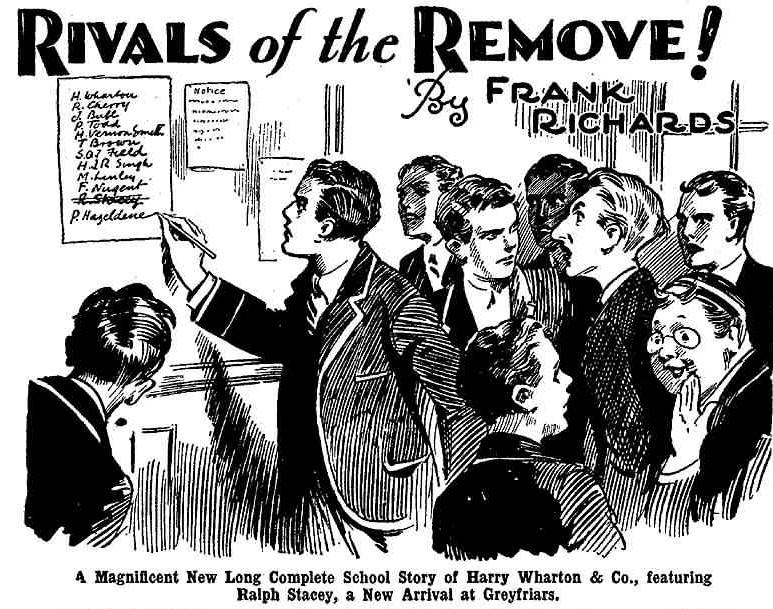 RIVALS of the REMOVE!
By FRANK
RICHARDS
H. Wharton
R. Cherry
J. Bull
P. Todd
H. Vernon Smith
T Brown
S.Q.I Field
H. J. R. Singh
M. Linley
F. Nugent
R. Stacey
P. Hazeldene
Notice
A Magnificent New Long Complete School Story of Harry Wharton & Co., featuring
Ralph Stacey, a New Arrival at Greyfriars.